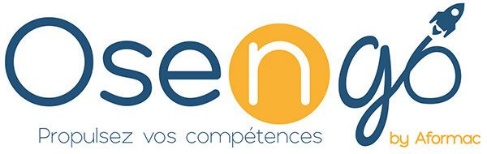 Osengo
Propulsez vos compétences
by Aformac